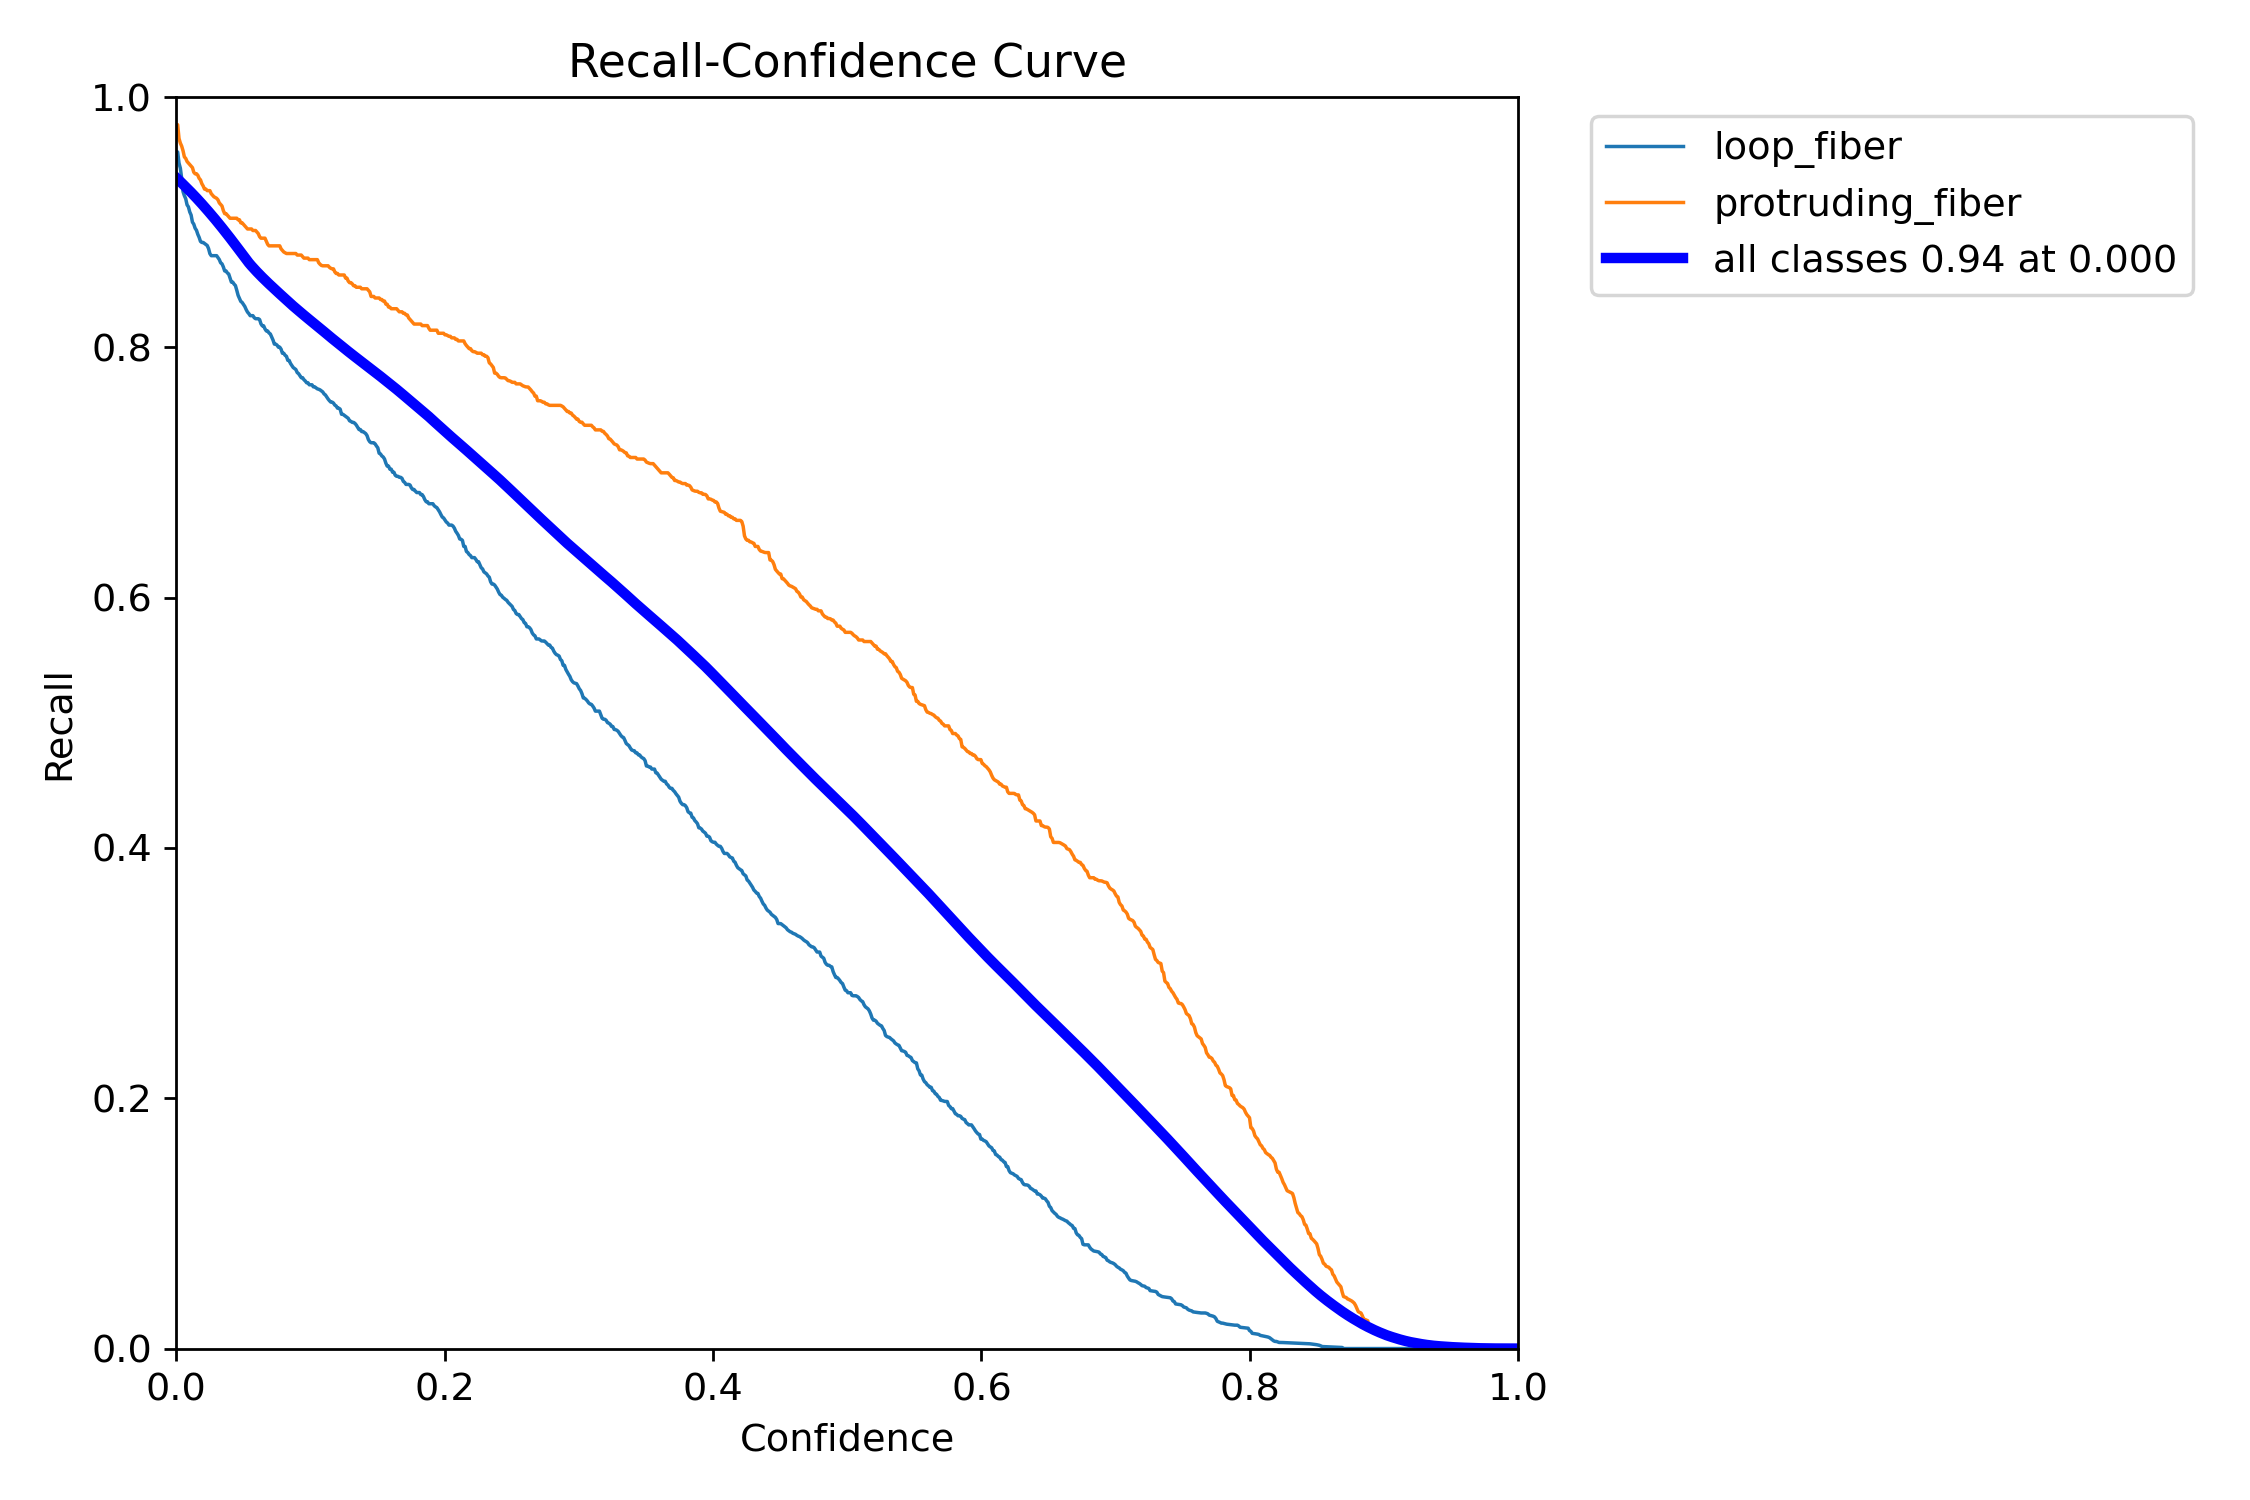 Recall-Confidence Curve
1.0
0.8
0.6
0.4
0.2
0.0
Recall
0.0 0.2 0.4 0.6 0.8 1.0
Confidence
loop_fiber
protruding_fiber
all classes 0.94 at 0.000